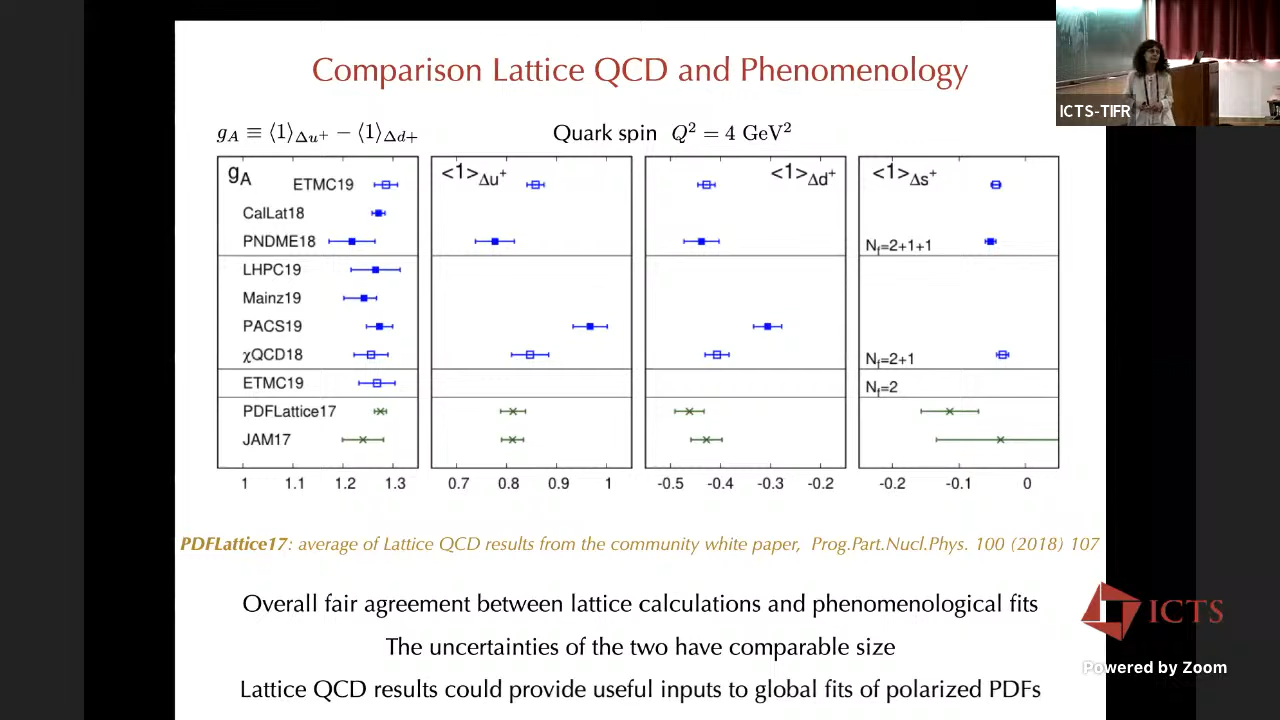 Comparison Lattice QCD and Phenomenology
ICTS-TIFR
g_A ≡ ⟨1⟩_Δu⁺ − ⟨1⟩_Δd⁺
Quark spin Q² = 4 GeV²
g_A
<1>_Δu⁺
<1>_Δd⁺
<1>_Δs⁺
ETMC19
CalLat18
PNDME18
N_f=2+1+1
LHPC19
Mainz19
PACS19
χQCD18
N_f=2+1
ETMC19
N_f=2
PDFLattice17
JAM17
1 1.1 1.2 1.3
0.7 0.8 0.9 1
-0.5 -0.4 -0.3 -0.2
-0.2 -0.1 0
PDFLattice17: average of Lattice QCD results from the community white paper, Prog.Part.Nucl.Phys. 100 (2018) 107
Overall fair agreement between lattice calculations and phenomenological fits
The uncertainties of the two have comparable size
Lattice QCD results could provide useful inputs to global fits of polarized PDFs
ICTS
Powered by Zoom